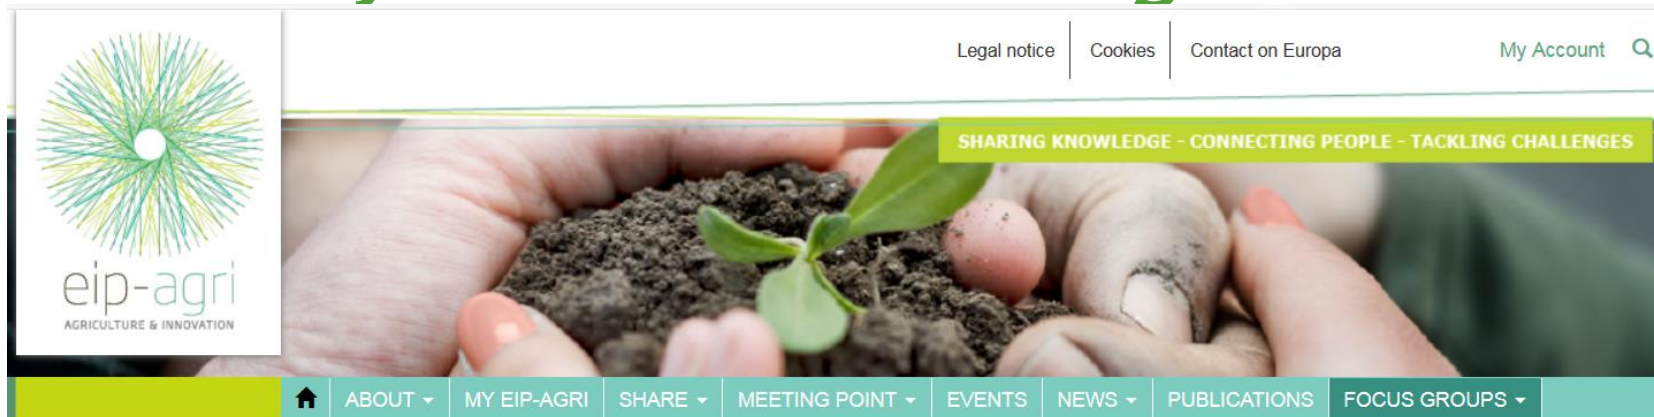 Legal notice
Cookies
Contact on Europa
My Account
SHARING KNOWLEDGE - CONNECTING PEOPLE - TACKLING CHALLENGES
eip-agri
AGRICULTURE & INNOVATION
ABOUT
MY EIP-AGRI
SHARE
MEETING POINT
EVENTS
NEWS
PUBLICATIONS
FOCUS GROUPS